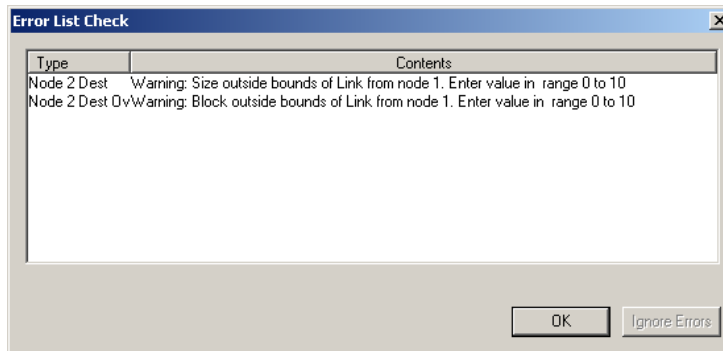 Error List Check
Type Contents
Node 2 Dest Warning: Size outside bounds of Link from node 1. Enter value in range 0 to 10
Node 2 Dest Ov Warning: Block outside bounds of Link from node 1. Enter value in range 0 to 10
OK Ignore Errors